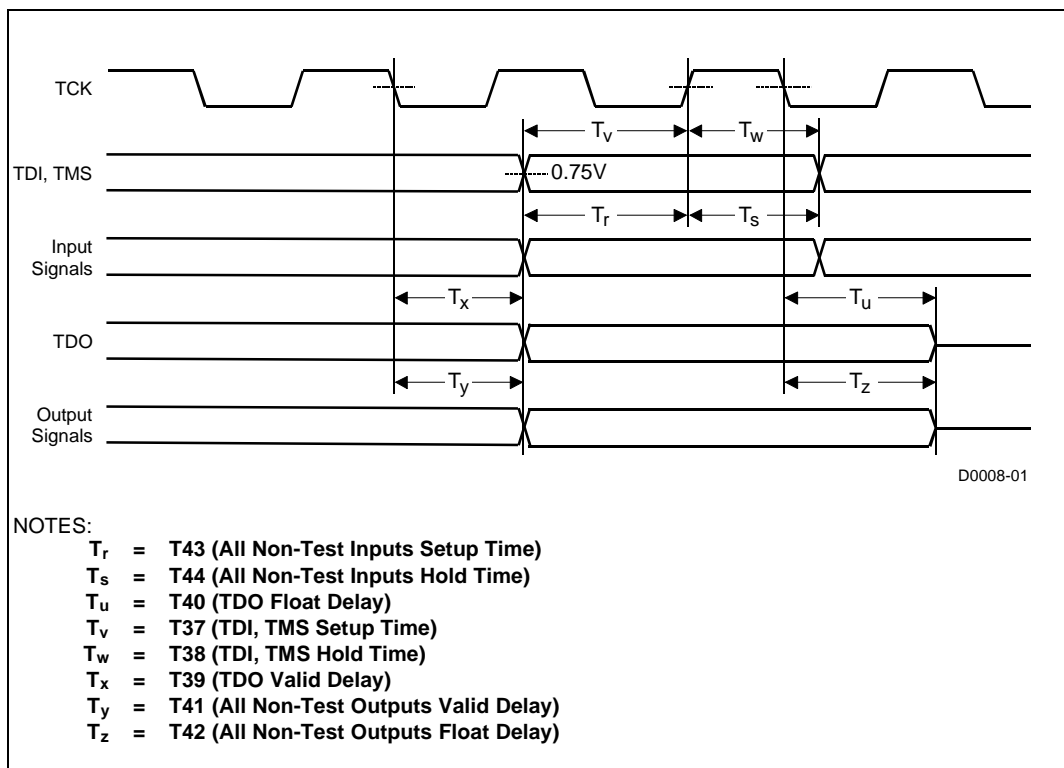 TCK
Tv
Tw
TDI, TMS
0.75V
Tr
Ts
Input
Signals
Tx
Tu
TDO
Ty
Tz
Output
Signals
D0008-01
NOTES:
Tr = T43 (All Non-Test Inputs Setup Time)
Ts = T44 (All Non-Test Inputs Hold Time)
Tu = T40 (TDO Float Delay)
Tv = T37 (TDI, TMS Setup Time)
Tw = T38 (TDI, TMS Hold Time)
Tx = T39 (TDO Valid Delay)
Ty = T41 (All Non-Test Outputs Valid Delay)
Tz = T42 (All Non-Test Outputs Float Delay)